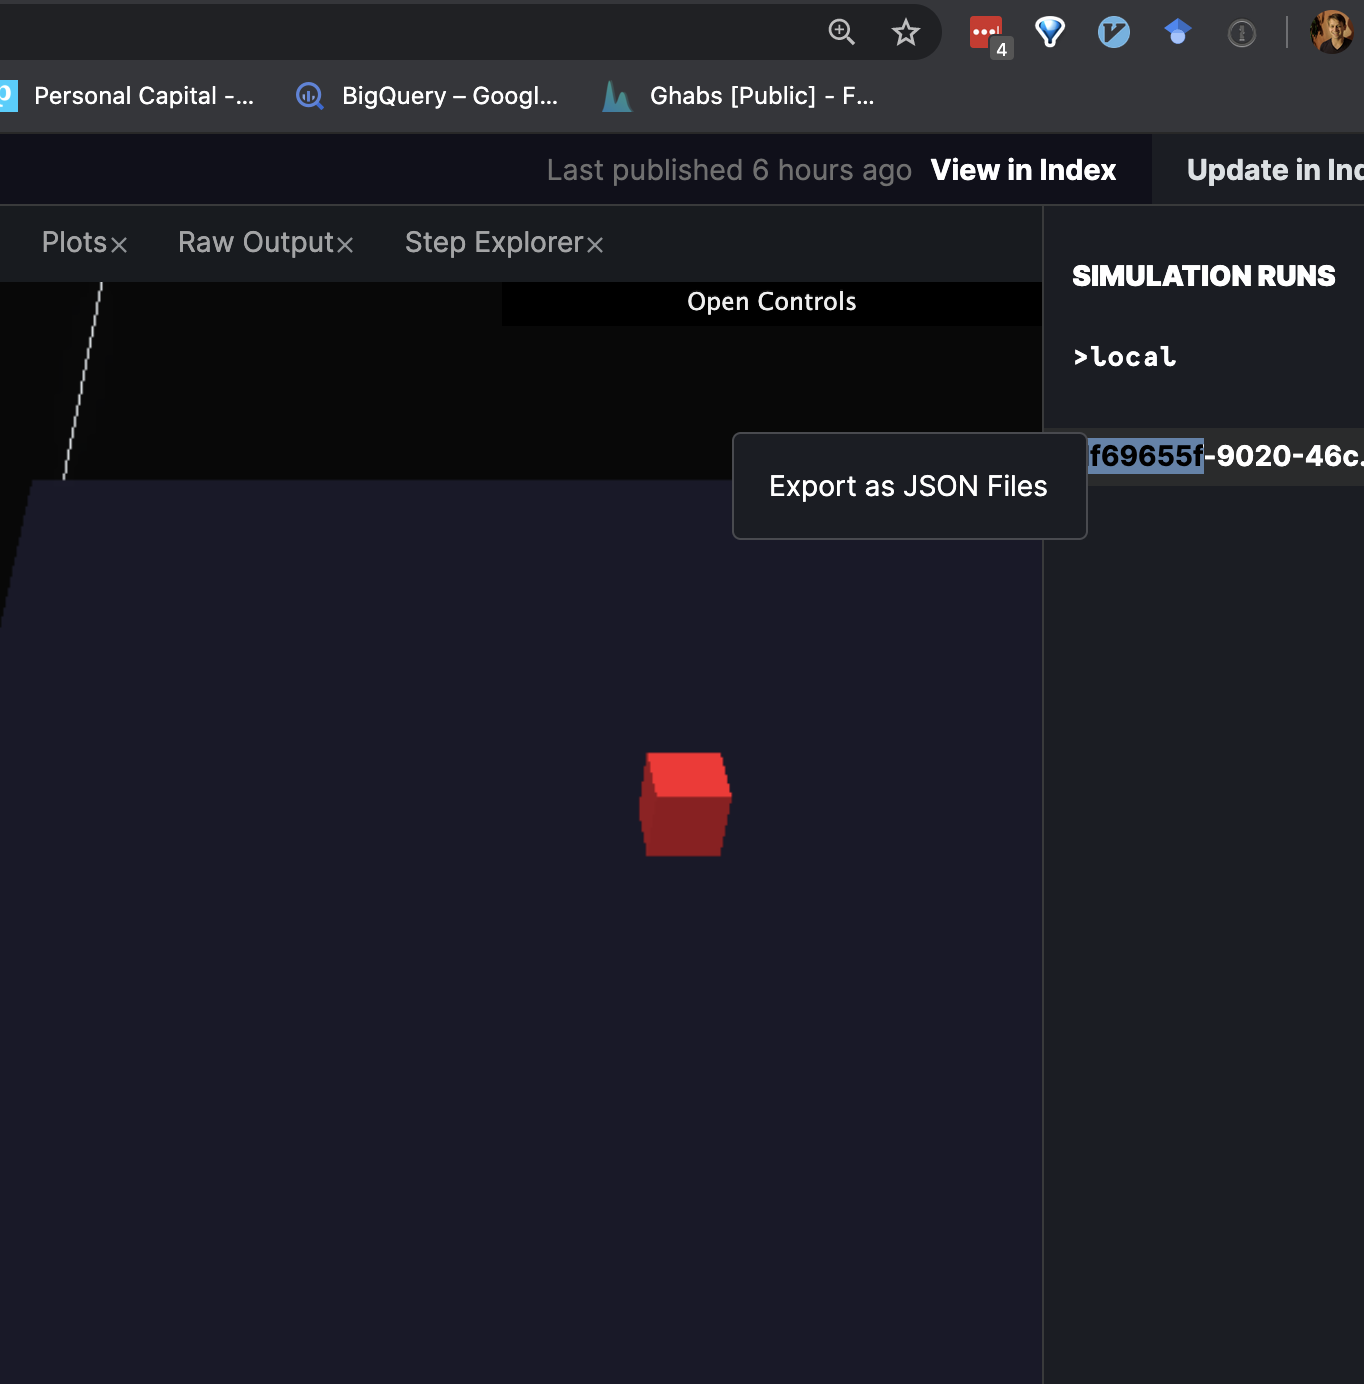 4
Personal Capital -...
BigQuery – Googl...
Ghabs [Public] - F...
Last published 6 hours ago View in Index
Update in Ind
Plots×
Raw Output×
Step Explorer×
Open Controls
SIMULATION RUNS
>local
f69655f-9020-46c.
Export as JSON Files